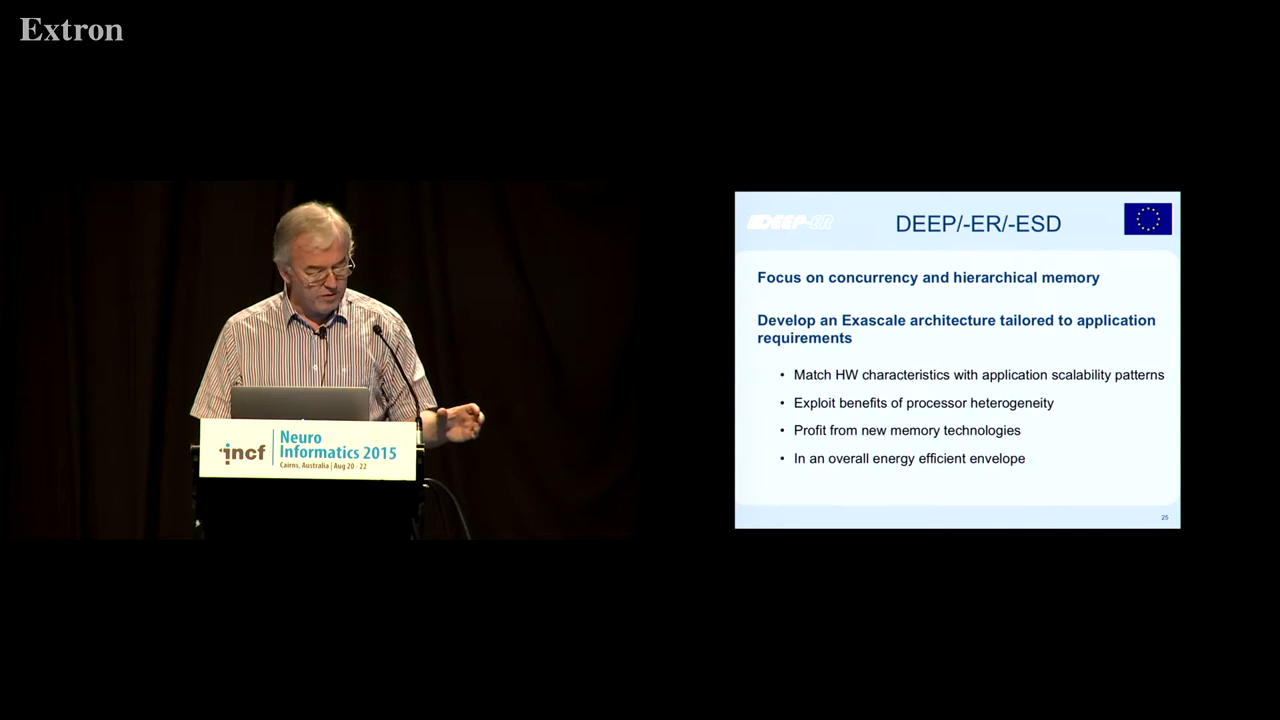 Extron
incf
Neuro
Informatics 2015
Cairns, Australia | Aug 20 - 22
DEEP-ER
DEEP/-ER/-ESD
Focus on concurrency and hierarchical memory
Develop an Exascale architecture tailored to application
requirements
• Match HW characteristics with application scalability patterns
• Exploit benefits of processor heterogeneity
• Profit from new memory technologies
• In an overall energy efficient envelope
25